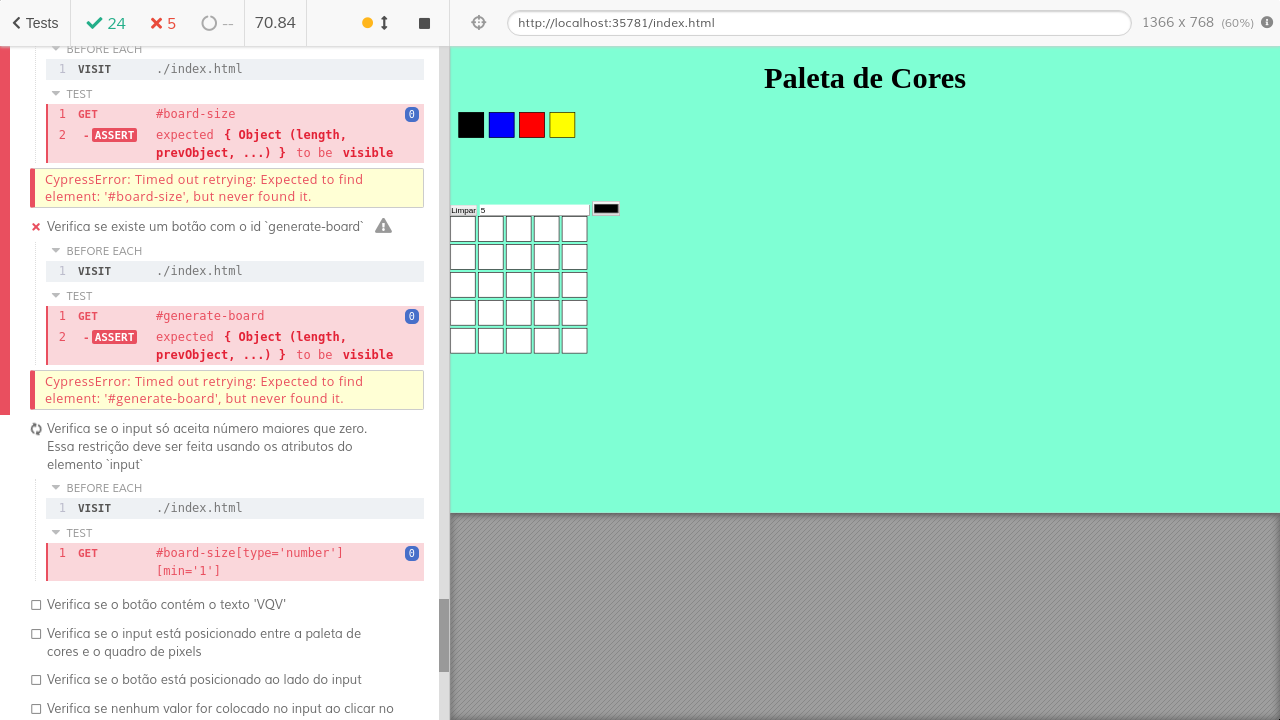 Tests 24 5 -- 70.84
http://localhost:35781/index.html 1366 x 768 (60%)
BEFORE EACH
1 VISIT ./index.html
TEST
1 GET #board-size 0
2 -ASSERT expected { Object (length,
prevObject, ...) } to be visible
CypressError: Timed out retrying: Expected to find
element: '#board-size', but never found it.
Verifica se existe um botão com o id `generate-board`
BEFORE EACH
1 VISIT ./index.html
TEST
1 GET #generate-board 0
2 -ASSERT expected { Object (length,
prevObject, ...) } to be visible
CypressError: Timed out retrying: Expected to find
element: '#generate-board', but never found it.
Verifica se o input só aceita número maiores que zero.
Essa restrição deve ser feita usando os atributos do
elemento `input`
BEFORE EACH
1 VISIT ./index.html
TEST
1 GET #board-size[type='number'] 0
[min='1']
Verifica se o botão contém o texto 'VQV'
Verifica se o input está posicionado entre a paleta de
cores e o quadro de pixels
Verifica se o botão está posicionado ao lado do input
Verifica se nenhum valor for colocado no input ao clicar no
Paleta de Cores
Limpar 5